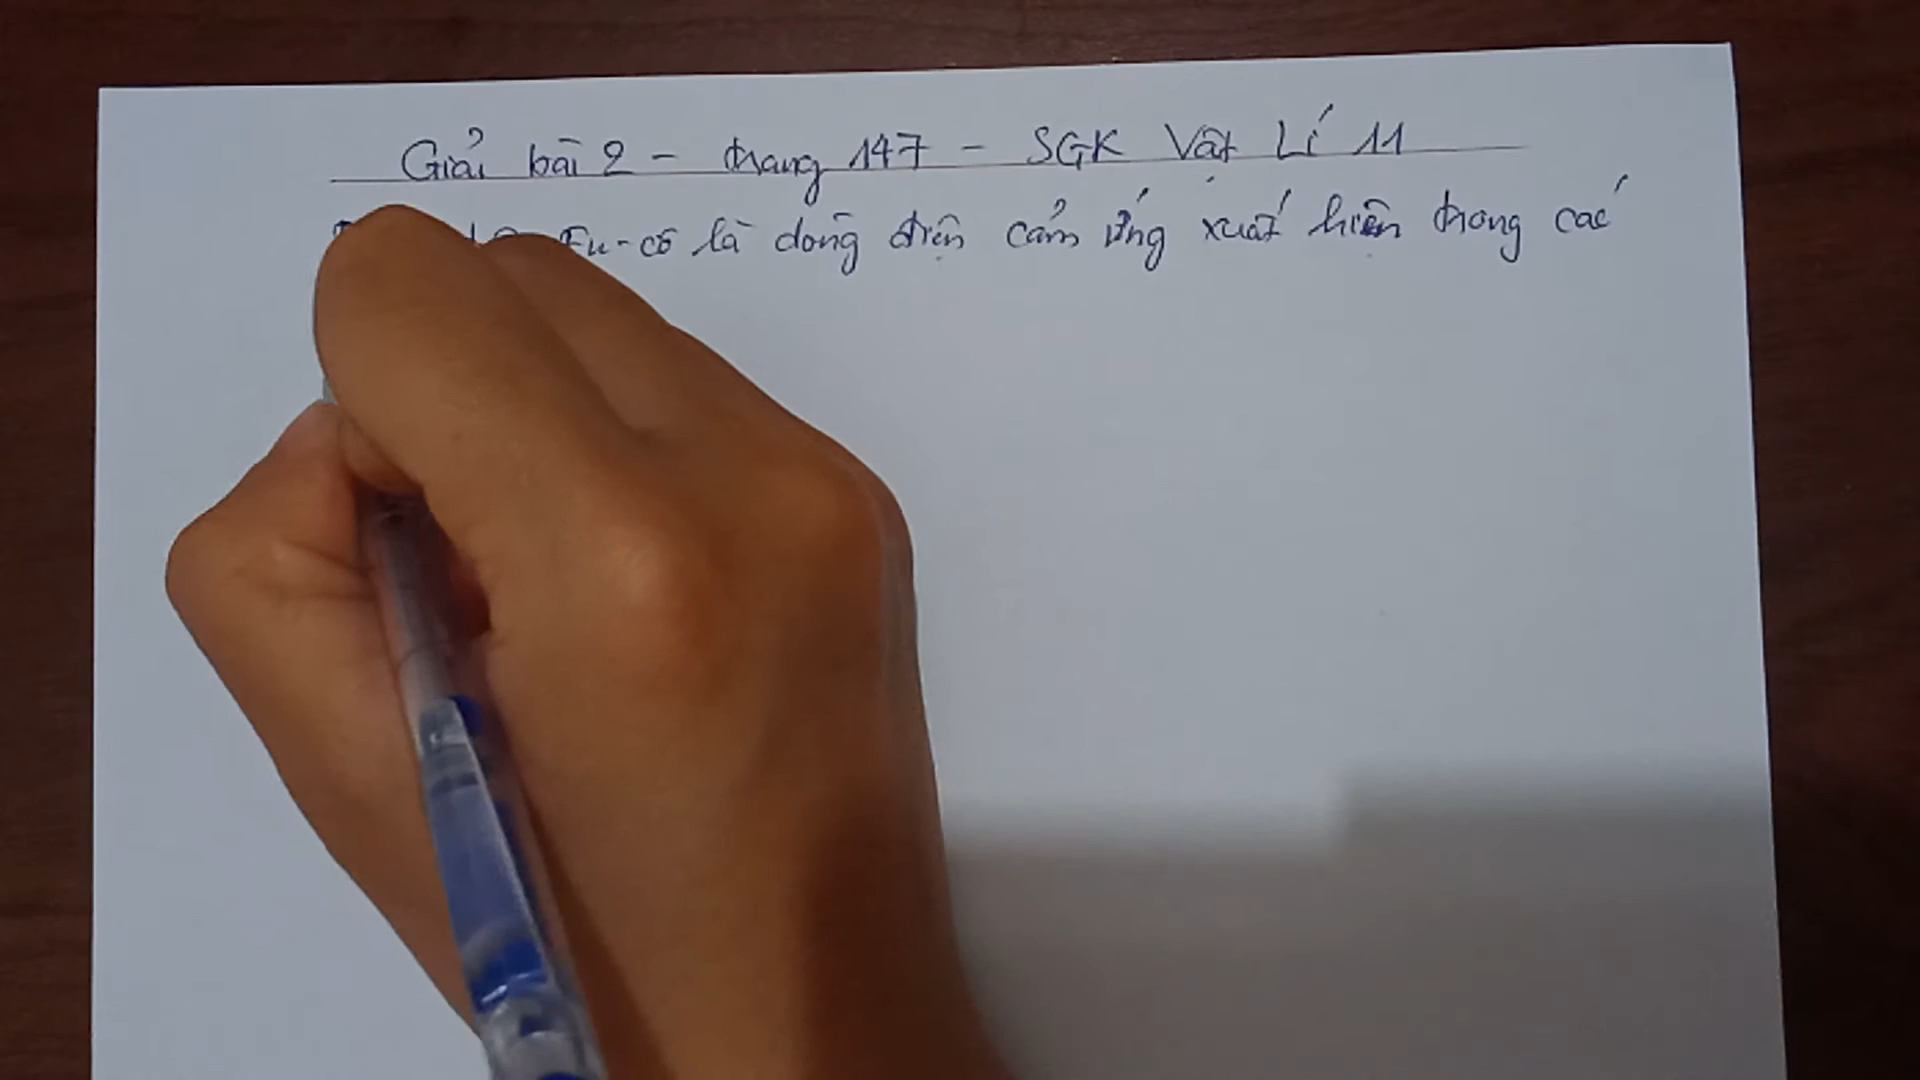 Giải bài 2 - trang 147 - SGK Vật Lí 11
Fu-cô là dòng điện cảm ứng xuất hiện trong các